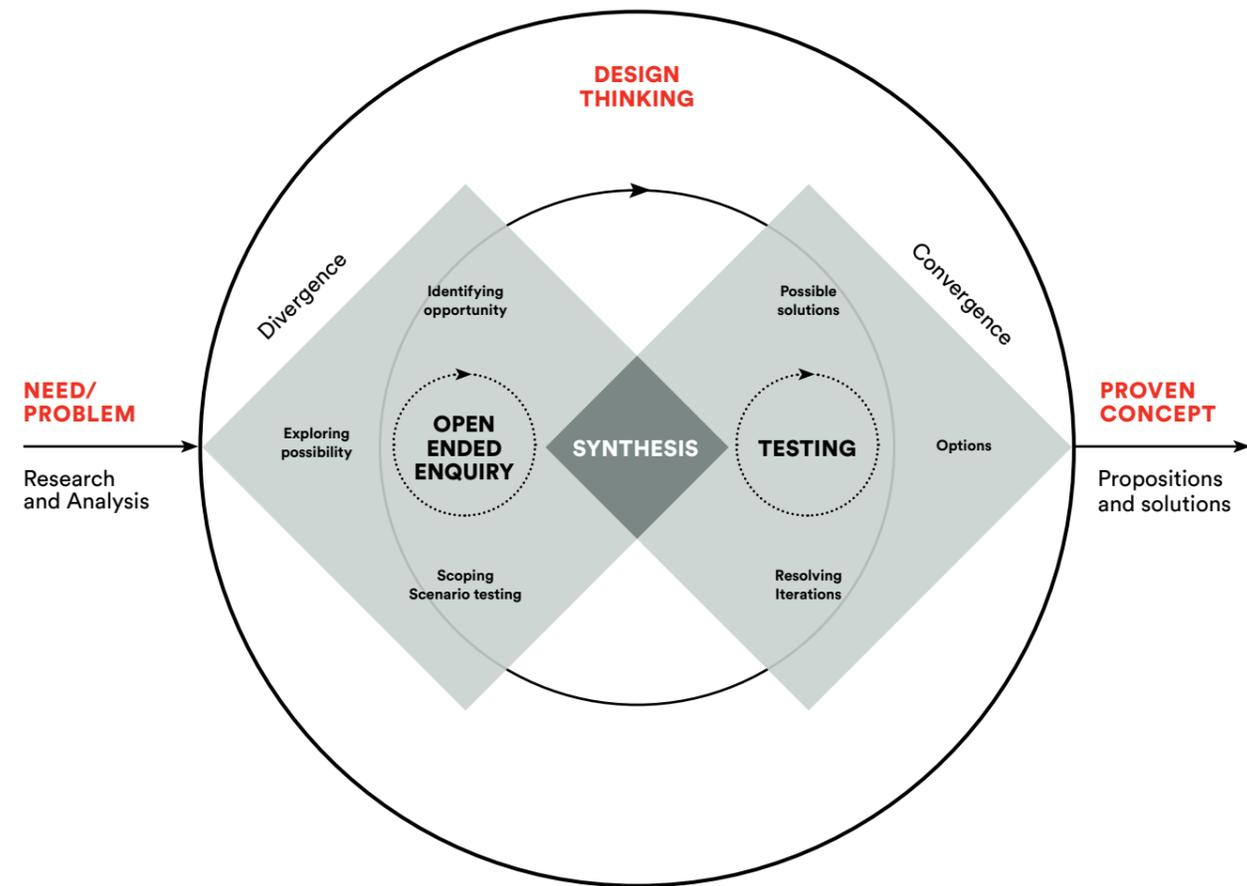 DESIGN
THINKING
Divergence
Convergence
Identifying
opportunity
Possible
solutions
NEED/
PROBLEM
Research
and Analysis
Exploring
possibility
OPEN
ENDED
ENQUIRY
SYNTHESIS
TESTING
Options
PROVEN
CONCEPT
Propositions
and solutions
Scoping
Scenario testing
Resolving
Iterations